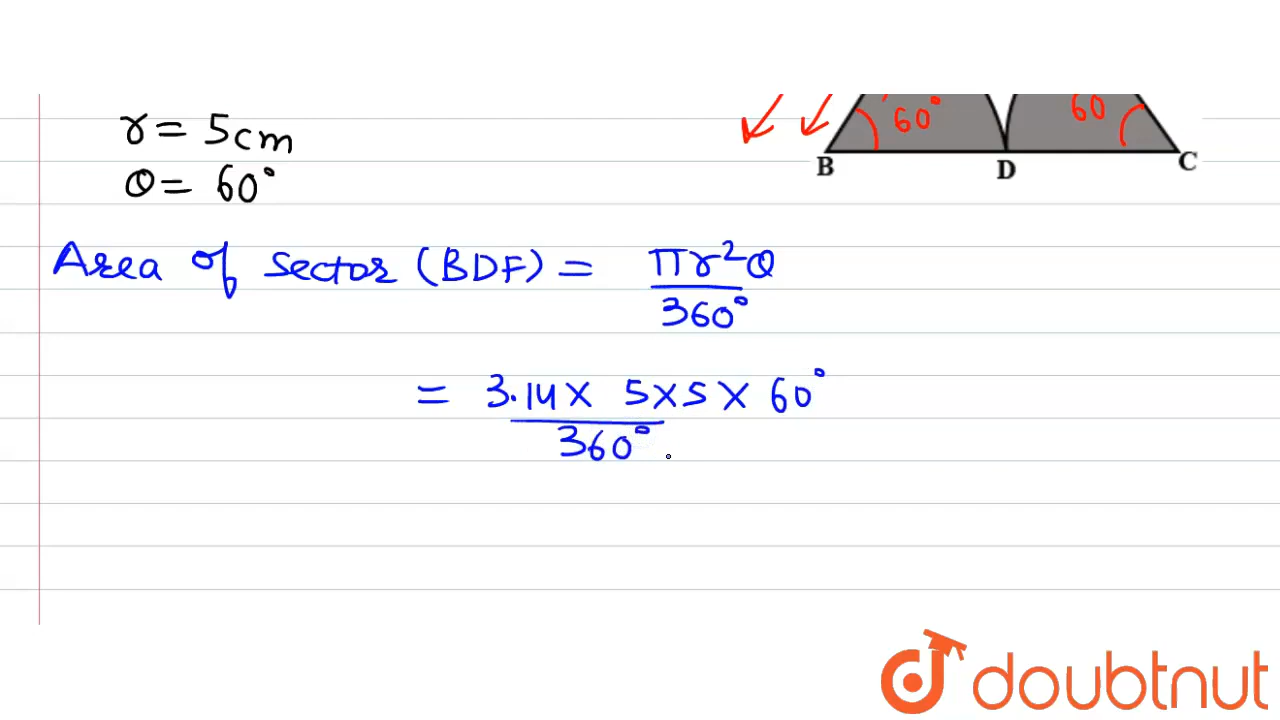 r = 5cm
60° 60
θ = 60°
B D C
Area of sector (BDF) = πr²θ
360°
= 3.14 × 5×5 × 60°
360°
doubtnut